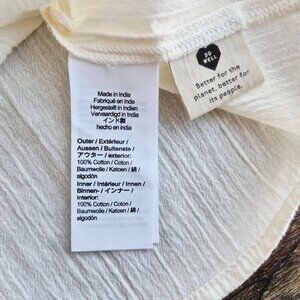 Made in India
Fabriqué en Inde
Hergestellt in Indien
Vervaardigd in India
インド製
hecho en india
Outer / Extérieur /
Aussen / Buitenste /
アウター / exterior:
100% Cotton / Coton /
Baumwolle / Katoen / 綿 /
algodón
Inner / Intérieur / Innen /
Binnen- / インナー /
Interior:
100% Cotton / Coton /
Baumwolle / Katoen / 綿 /
algodón
DO
WELL
Better for the
planet, better for
its people.